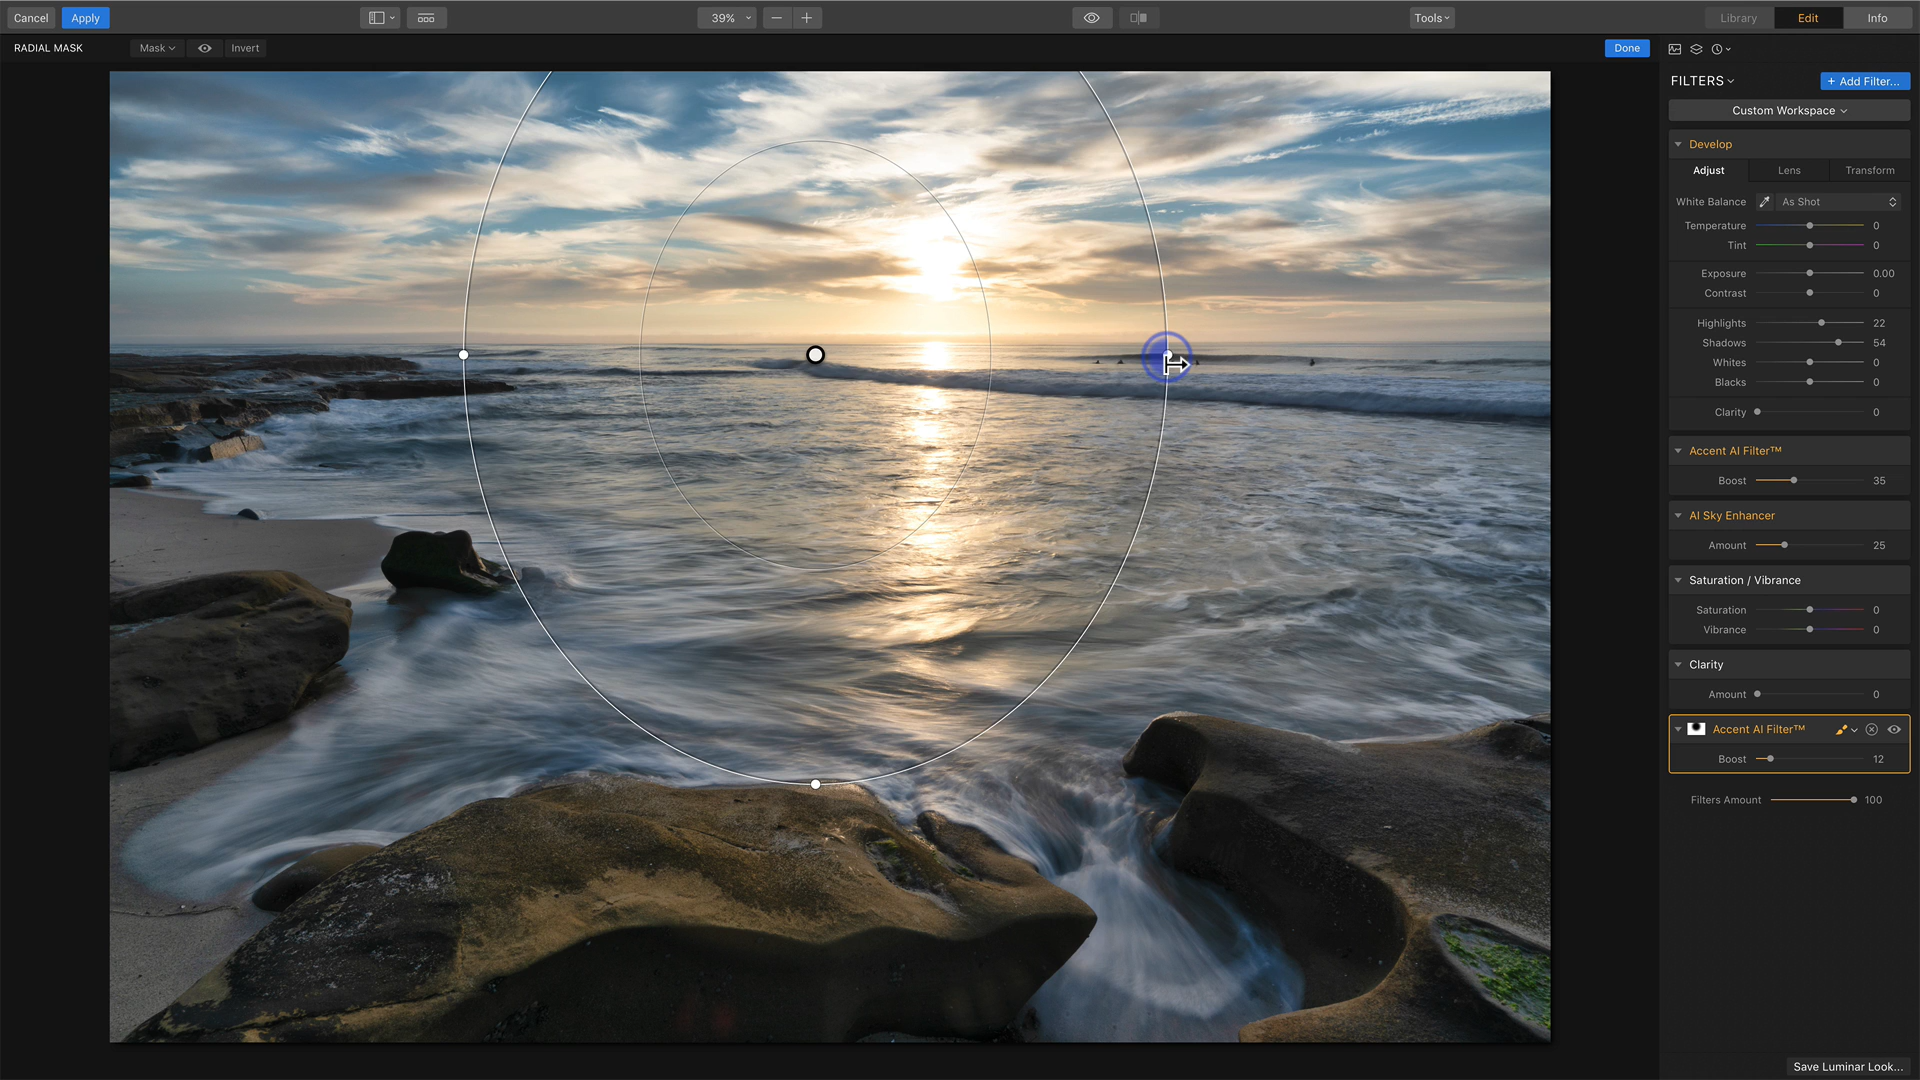 Cancel Apply 39% Tools Library Edit Info
RADIAL MASK Mask Invert Done
FILTERS + Add Filter...
Custom Workspace
Develop
Adjust Lens Transform
White Balance As Shot
Temperature 0
Tint 0
Exposure 0.00
Contrast 0
Highlights 22
Shadows 54
Whites 0
Blacks 0
Clarity 0
Accent AI Filter™
Boost 35
AI Sky Enhancer
Amount 25
Saturation / Vibrance
Saturation 0
Vibrance 0
Clarity
Amount 0
Accent AI Filter™
Boost 12
Filters Amount 100
Save Luminar Look...